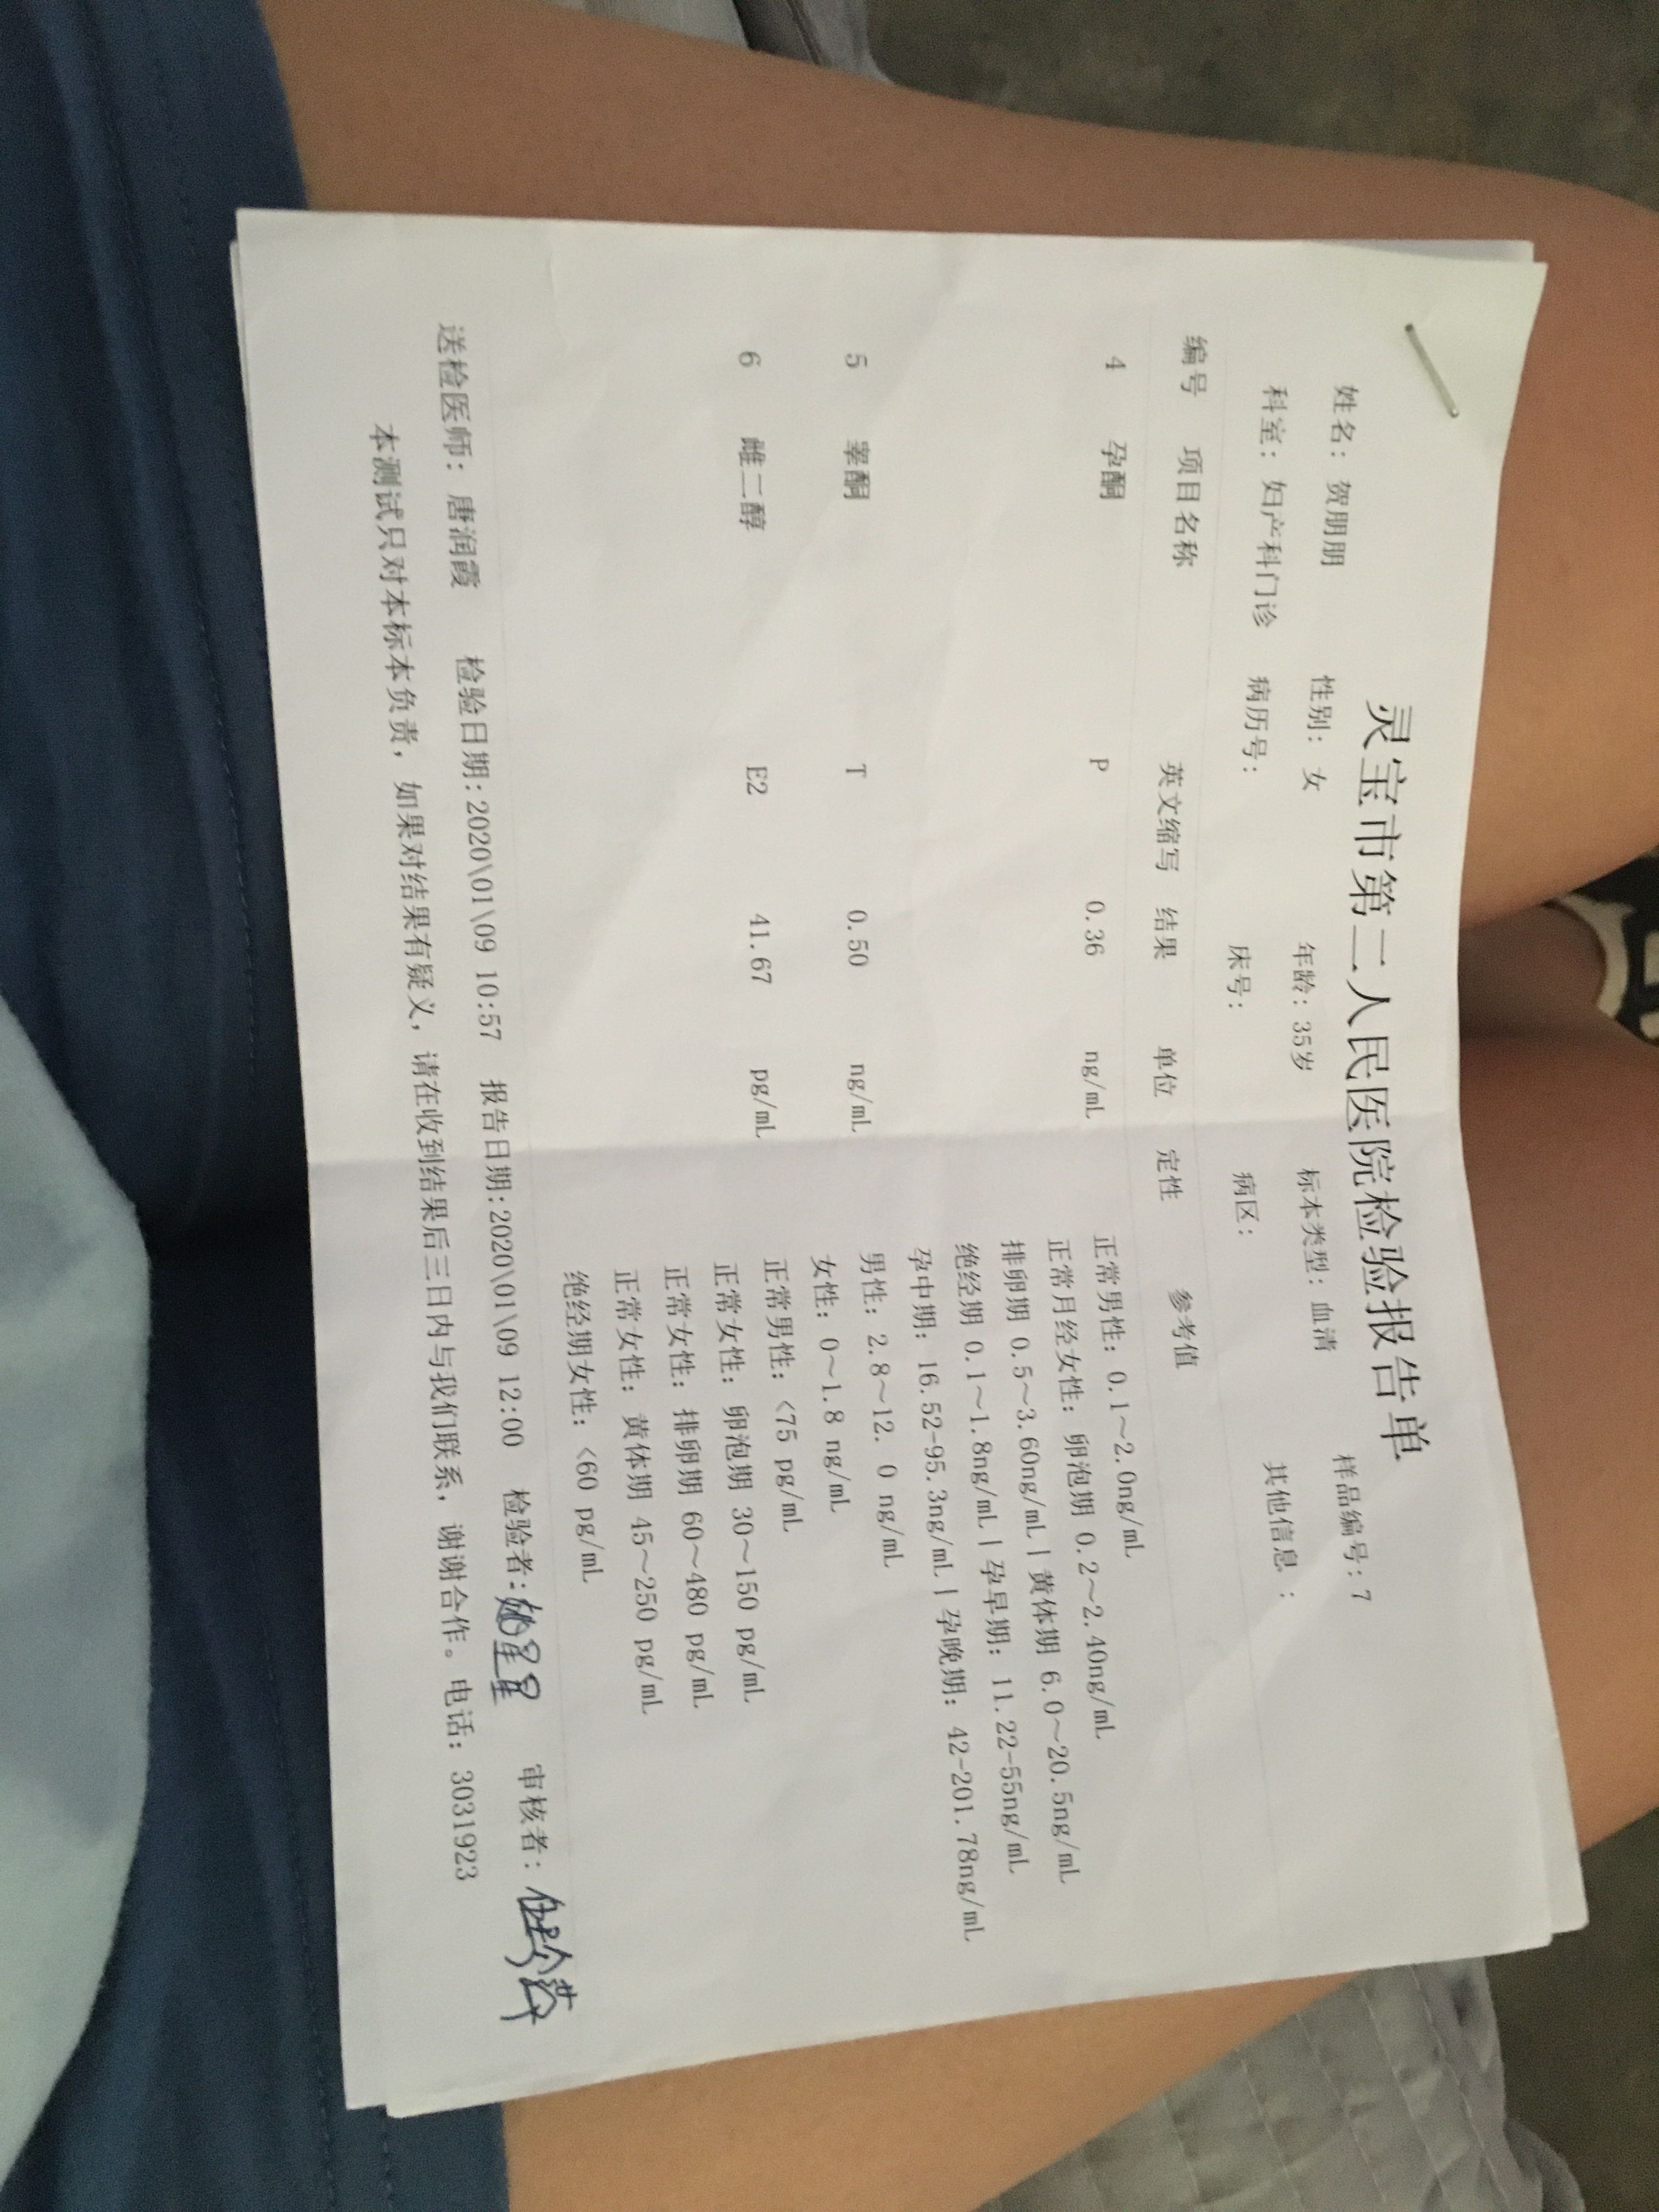 灵宝市第二人民医院检验报告单
样品编号:7
姓名: 贺朋朋 性别: 女 年龄: 35岁 标本类型: 血清
科室: 妇产科门诊 病历号: 床号: 病区: 其他信息 :
编号 项目名称 英文缩写 结果 单位 定性 参考值
4 孕酮 P 0.36 ng/mL 正常男性: 0.1~2.0ng/mL
正常月经女性: 卵泡期 0.2~2.40ng/mL
排卵期 0.5~3.60ng/mL|黄体期 6.0~20.5ng/mL
绝经期 0.1~1.8ng/mL|孕早期: 11.22-55ng/mL
孕中期: 16.52-95.3ng/mL|孕晚期: 42-201.78ng/mL
5 睾酮 T 0.50 ng/mL 男性: 2.8~12. 0 ng/mL
女性: 0~1.8 ng/mL
6 雌二醇 E2 41.67 pg/mL 正常男性: <75 pg/mL
正常女性: 卵泡期 30~150 pg/mL
正常女性: 排卵期 60~480 pg/mL
正常女性: 黄体期 45~250 pg/mL
绝经期女性: <60 pg/mL
送检医师: 唐润霞 检验日期:2020\01\09 10:57 报告日期:2020\01\09 12:00 检验者: 审核者:
本测试只对本标本负责, 如果对结果有疑义, 请在收到结果后三日内与我们联系, 谢谢合作。电话: 3031923